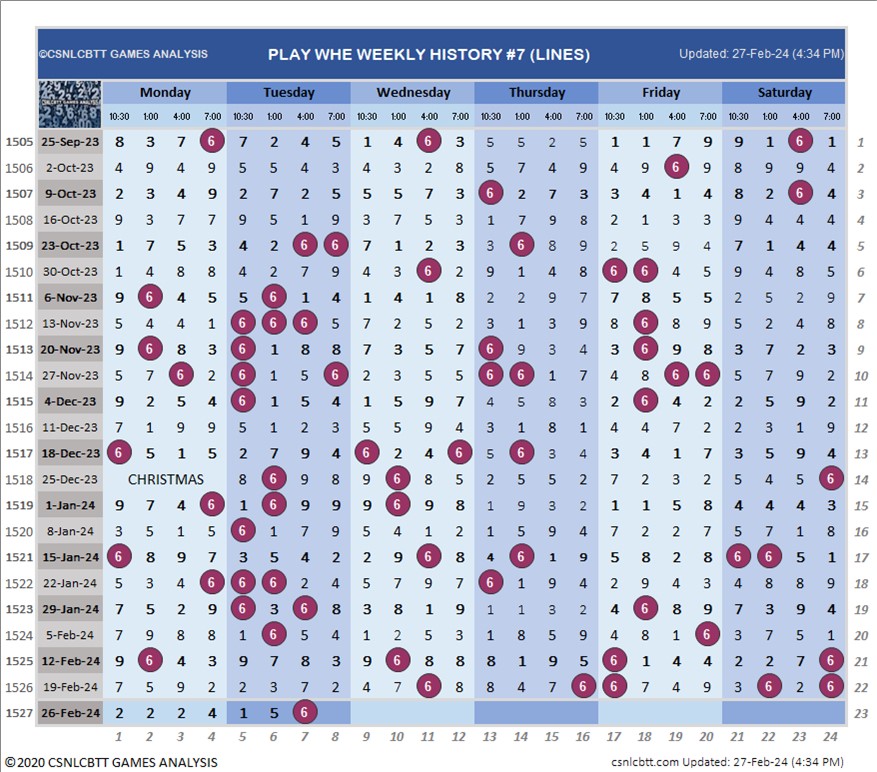 ©CSNLCBTT GAMES ANALYSIS PLAY WHE WEEKLY HISTORY #7 (LINES) Updated: 27-Feb-24 (4:34 PM)
Monday Tuesday Wednesday Thursday Friday Saturday
CSNLCBTT GAMES ANALYSIS
10:30 1:00 4:00 7:00 10:30 1:00 4:00 8:00 10:30 1:00 4:00 7:00 10:30 1:00 4:00 7:00 10:30 1:00 4:00 7:00 10:30 1:00 4:00 7:00
1505 25-Sep-23 8 3 7 6 7 2 4 5 1 4 6 3 5 5 2 5 1 1 7 9 9 1 6 1 1
1506 2-Oct-23 4 9 4 9 5 5 4 3 4 3 2 8 5 7 4 3 4 9 6 9 8 9 9 4 2
1507 9-Oct-23 2 3 4 9 2 7 2 5 5 5 7 3 6 2 7 3 3 4 1 4 8 2 6 4 3
1508 16-Oct-23 9 3 7 7 9 5 1 9 3 7 5 3 1 7 9 8 2 1 3 3 9 4 4 4 4
1509 23-Oct-23 1 7 5 3 4 2 6 6 7 1 2 3 3 6 8 9 2 5 9 4 7 1 4 4 5
1510 30-Oct-23 1 4 8 8 4 2 7 9 4 3 6 2 9 1 4 8 6 6 4 5 9 4 8 5 6
1511 6-Nov-23 9 6 4 5 5 6 1 4 1 4 1 8 2 2 9 7 7 8 5 5 2 5 2 9 7
1512 13-Nov-23 5 4 4 1 6 6 6 5 7 2 5 2 3 1 3 9 8 6 8 9 5 2 4 8 8
1513 20-Nov-23 9 6 8 3 6 1 8 8 7 3 5 7 6 9 3 4 3 6 9 8 3 7 2 3 9
1514 27-Nov-23 5 7 6 2 6 1 5 6 2 3 5 5 6 6 1 7 4 8 6 6 5 7 9 2 10
1515 4-Dec-23 9 2 5 4 6 1 5 4 1 5 9 7 4 5 8 3 2 6 4 2 2 5 9 2 11
1516 11-Dec-23 7 1 9 9 5 1 2 3 5 5 9 4 3 1 8 1 4 4 7 2 2 3 1 9 12
1517 18-Dec-23 6 5 1 5 2 7 9 4 6 2 4 6 5 6 3 4 3 4 1 7 3 5 9 4 13
1518 25-Dec-23 CHRISTMAS 8 6 9 8 9 6 8 5 2 5 5 2 7 2 3 2 5 4 5 6 14
1519 1-Jan-24 9 7 4 6 1 6 9 9 9 6 9 8 1 9 3 2 1 1 5 8 4 4 4 3 15
1520 8-Jan-24 3 5 1 5 6 1 7 9 5 4 1 2 1 5 9 4 7 2 2 7 5 7 1 8 16
1521 15-Jan-24 6 8 9 7 3 5 4 2 2 9 6 8 4 6 1 9 5 8 2 8 6 6 5 1 17
1522 22-Jan-24 5 3 4 6 6 6 2 4 5 7 9 7 6 1 9 4 2 9 4 3 4 8 8 9 18
1523 29-Jan-24 7 5 2 9 6 3 6 8 3 8 1 9 1 1 3 2 4 6 8 9 7 3 9 4 19
1524 5-Feb-24 7 9 8 8 1 6 5 4 1 2 5 3 1 8 5 9 4 8 1 6 3 7 5 1 20
1525 12-Feb-24 9 6 4 3 9 7 8 3 9 6 8 8 8 1 9 5 6 1 4 4 2 2 7 6 21
1526 19-Feb-24 7 5 9 2 2 3 7 2 4 7 6 8 8 4 7 6 6 7 4 9 3 6 2 6 22
1527 26-Feb-24 2 2 2 4 1 5 6 23
1 2 3 4 5 6 7 8 9 10 11 12 13 14 15 16 17 18 19 20 21 22 23 24
©2020 CSNLCBTT GAMES ANALYSIS csnlcbtt.com Updated: 27-Feb-24 (4:34 PM)